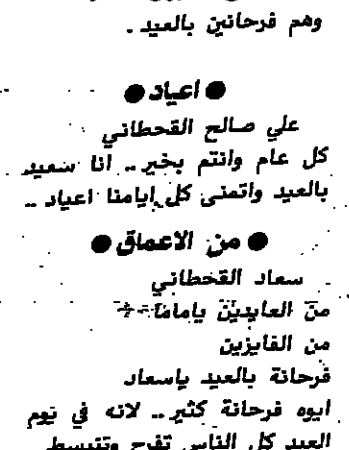 وهم فرحانين بالعيد .
● اعياد ●
علي صالح القحطاني
كل عام وانتم بخير .. انا سعيد
بالعيد واتمنى كل ايامنا اعياد ..
● من الاعماق ●
سعاد القحطاني
من العايدين ياماما
من الفايزين
فرحانة بالعيد ياسعاد
ايوه فرحانة كثير .. لانه في يوم
العيد كل الناس تفرح وتنبسط